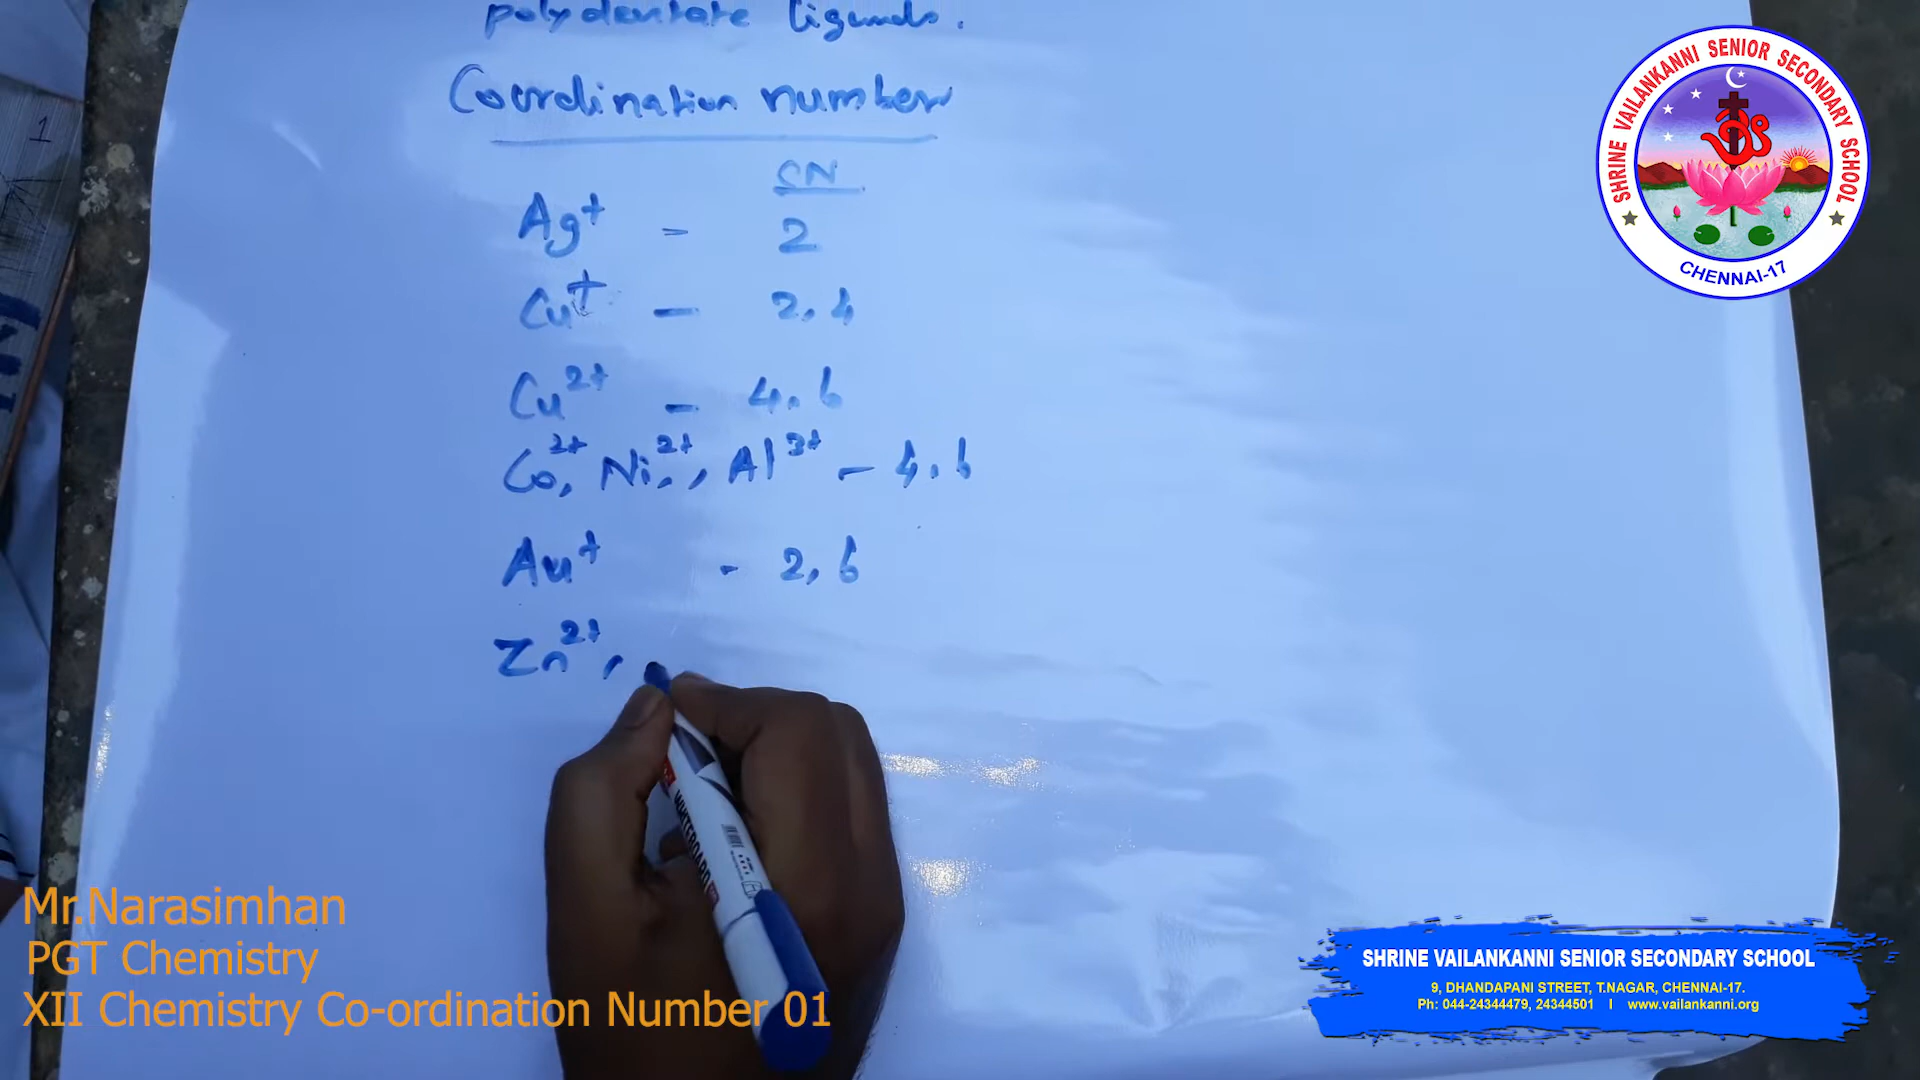 polydentate ligands.
Coordination number
CN
Ag+ - 2
Cu+ - 2,4
Cu2+ - 4,6
Co2+, Ni2+, Al3+ - 4,6
Au+ - 2,6
Zn2+,
1
WHITEBOARD
SHRINE VAILANKANNI SENIOR SECONDARY SCHOOL
CHENNAI-17
Mr.Narasimhan
PGT Chemistry
XII Chemistry Co-ordination Number 01
SHRINE VAILANKANNI SENIOR SECONDARY SCHOOL
9, DHANDAPANI STREET, T.NAGAR, CHENNAI-17.
Ph: 044-24344479, 24344501 I www.vailankanni.org